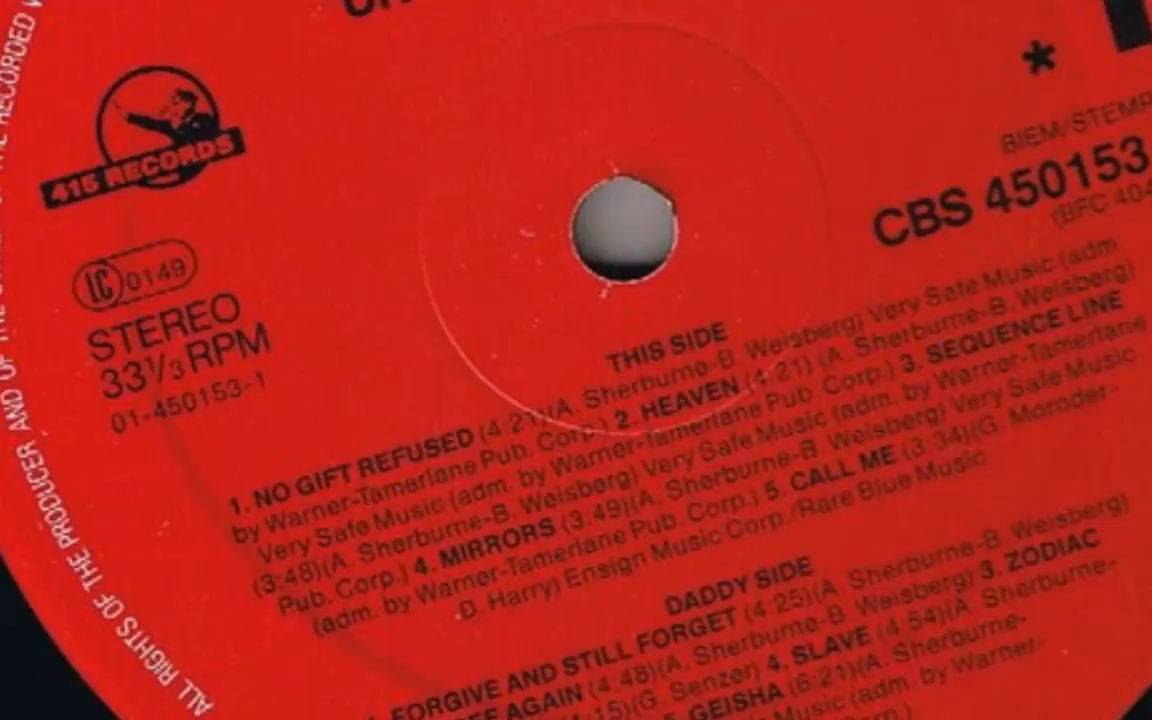 *
BIEM/STEMR
415 RECORDS
CBS 450153
(BFC 404
LC 0149
STEREO
33⅓ RPM
01-450153-1
THIS SIDE
1. NO GIFT REFUSED (4:21)(A. Sherburne-B. Weisberg) Very Safe Music (adm.
by Warner-Tamerlane Pub. Corp.) 2. HEAVEN (4:21) (A. Sherburne-B. Weisberg)
Very Safe Music (adm. by Warner-Tamerlane Pub. Corp.) 3. SEQUENCE LINE
(3:48)(A. Sherburne-B. Weisberg) Very Safe Music (adm. by Warner-Tamerlane
Pub. Corp.) 4. MIRRORS (3:49)(A. Sherburne-B. Weisberg) Very Safe Music
(adm. by Warner-Tamerlane Pub. Corp.) 5. CALL ME (3:34)(G. Moroder-
-D. Harry) Ensign Music Corp./Rare Blue Music
DADDY SIDE
FORGIVE AND STILL FORGET (4:25)(A. Sherburne-B. Weisberg)
AGAIN (4:48)(A. Sherburne-B. Weisberg) 3. ZODIAC
(G. Senzer) 4. SLAVE (4:54)(A. Sherburne-
GEISHA (6:21)(A. Sherburne-
Music (adm. by Warner-
ALL RIGHTS OF THE PRODUCER AND OF THE RECORDED